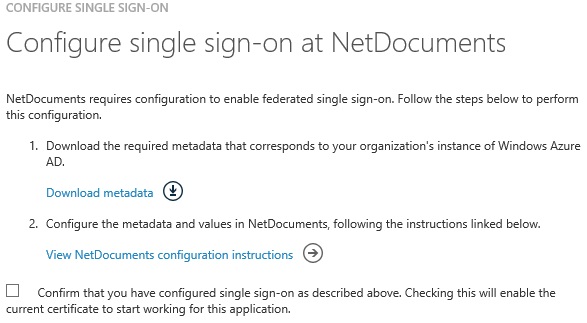 CONFIGURE SINGLE SIGN-ON
Configure single sign-on at NetDocuments
NetDocuments requires configuration to enable federated single sign-on. Follow the steps below to perform
this configuration.
1. Download the required metadata that corresponds to your organization's instance of Windows Azure
AD.
Download metadata
2. Configure the metadata and values in NetDocuments, following the instructions linked below.
View NetDocuments configuration instructions
Confirm that you have configured single sign-on as described above. Checking this will enable the
current certificate to start working for this application.